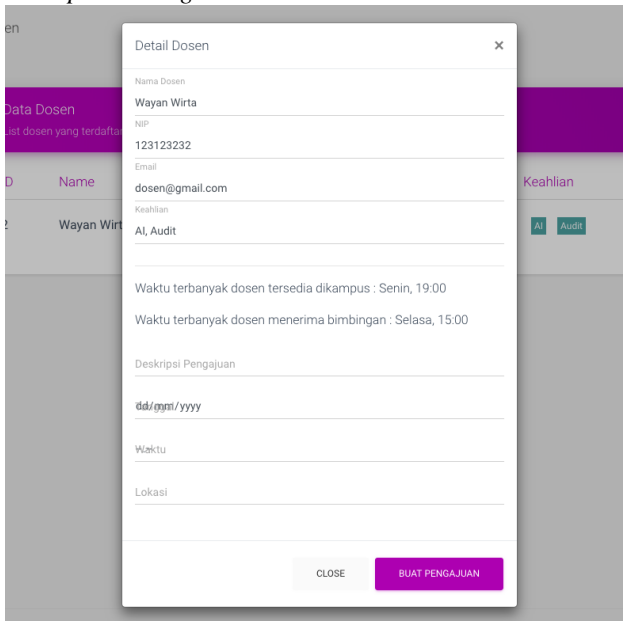 en
Detail Dosen ×
Nama Dosen
Wayan Wirta
NIP
123123232
Email
dosen@gmail.com
Keahlian
AI, Audit
Waktu terbanyak dosen tersedia dikampus : Senin, 19:00
Waktu terbanyak dosen menerima bimbingan : Selasa, 15:00
Deskripsi Pengajuan
dd/mm/yyyy
Waktu
Lokasi
CLOSE BUAT PENGAJUAN
Data Dosen
List dosen yang terdaftar
D Name Keahlian
2 Wayan Wirt AI Audit